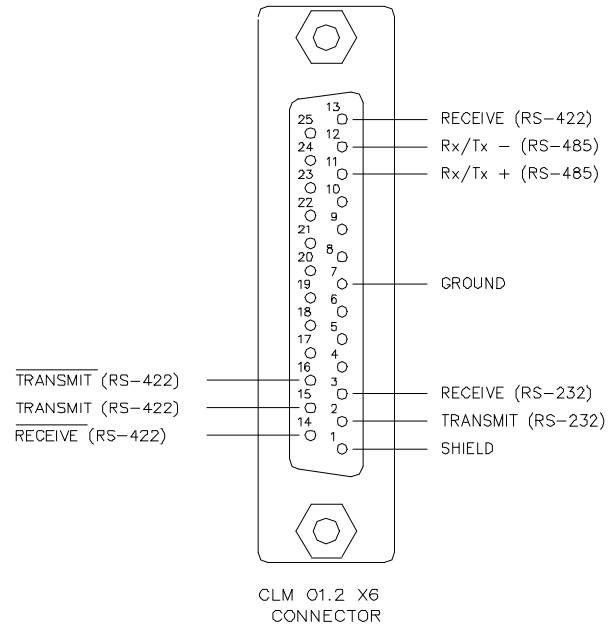 13
RECEIVE (RS-422)
25
12
Rx/Tx - (RS-485)
24
11
Rx/Tx + (RS-485)
23
10
22
9
21
8
20
7
GROUND
19
6
18
5
17
4
16
TRANSMIT (RS-422)
3
RECEIVE (RS-232)
15
TRANSMIT (RS-422)
2
TRANSMIT (RS-232)
14
RECEIVE (RS-422)
1
SHIELD
CLM 01.2 X6
CONNECTOR